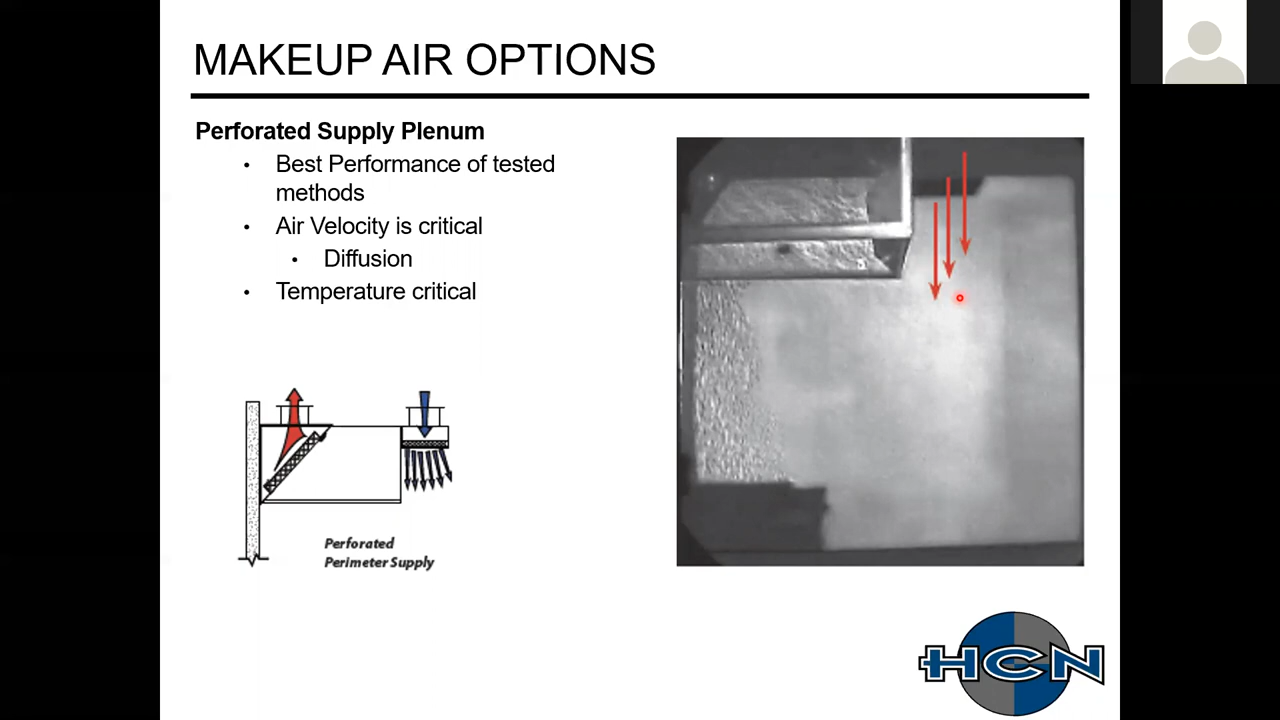 MAKEUP AIR OPTIONS
Perforated Supply Plenum
• Best Performance of tested
methods
• Air Velocity is critical
• Diffusion
• Temperature critical
Perforated
Perimeter Supply
HCN